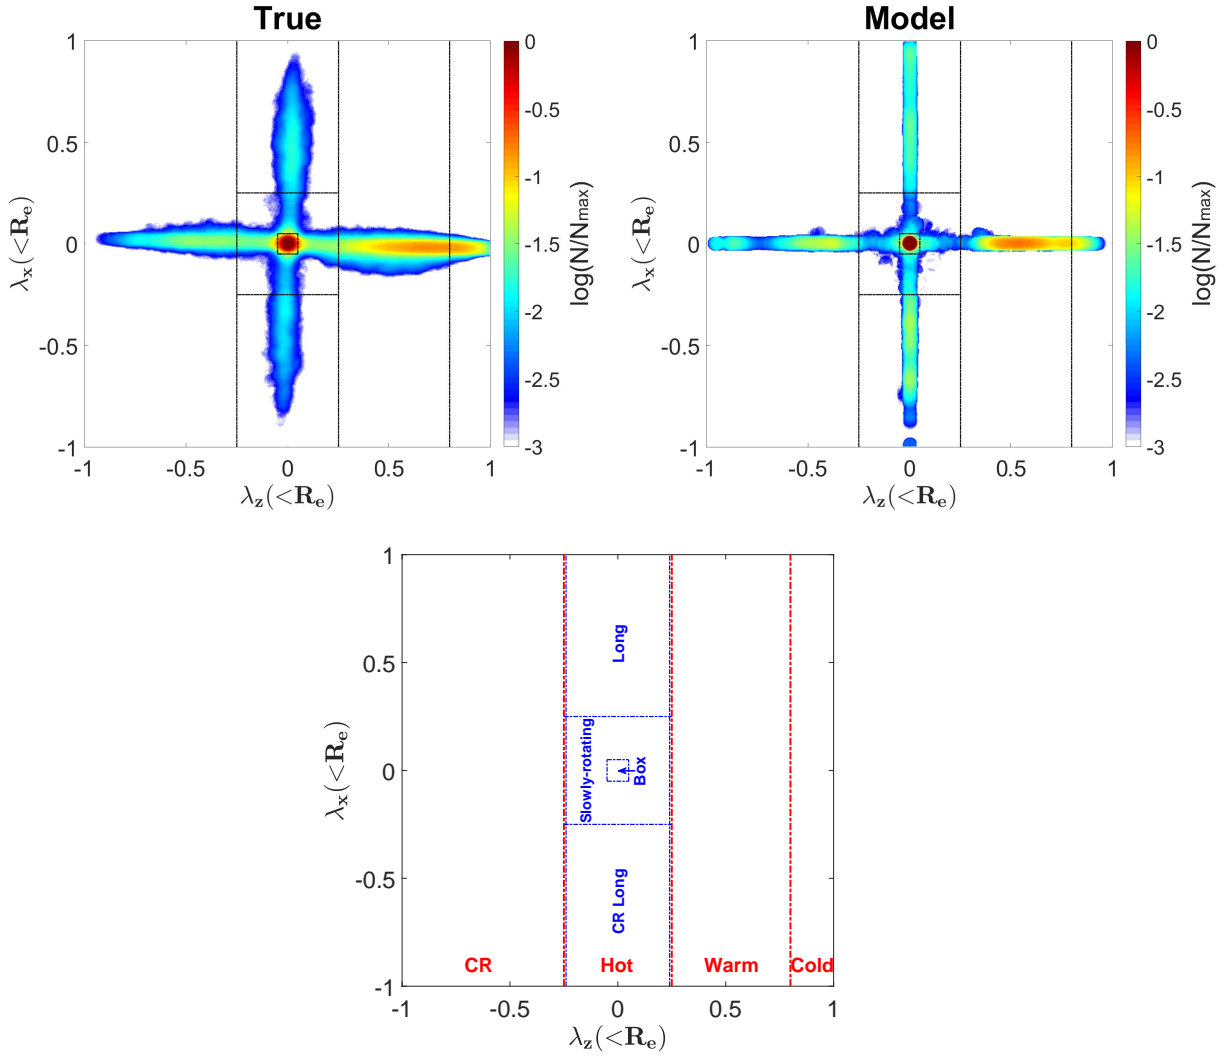 True
Model
1
0.5
0
-0.5
-1
λx(<Re)
-1
-0.5
0
0.5
1
λz(<Re)
0
-0.5
-1
-1.5
-2
-2.5
-3
log(N/Nmax)
1
0.5
0
-0.5
-1
λx(<Re)
-1
-0.5
0
0.5
1
λz(<Re)
0
-0.5
-1
-1.5
-2
-2.5
-3
log(N/Nmax)
1
0.5
0
-0.5
-1
λx(<Re)
Long
Slowly-rotating
Box
CR Long
CR
Hot
Warm
Cold
-1
-0.5
0
0.5
1
λz(<Re)